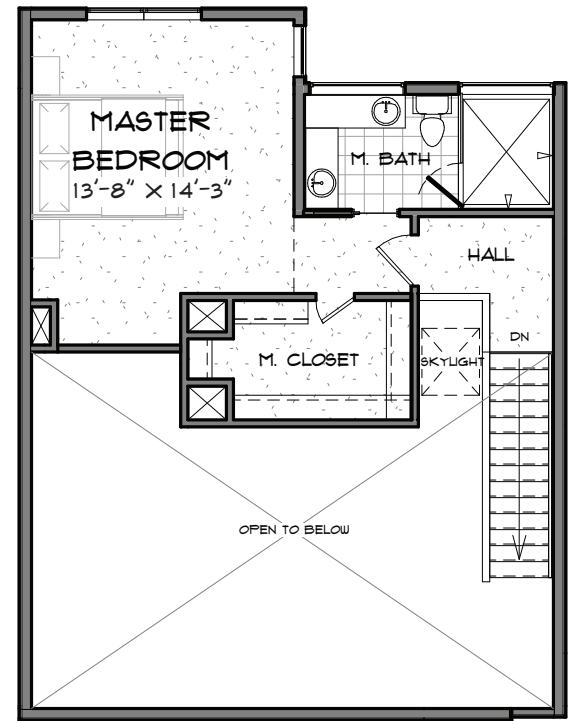 MASTER
BEDROOM
13'-8" X 14'-3"
M. BATH
HALL
DN
M. CLOSET
SKYLIGHT
OPEN TO BELOW